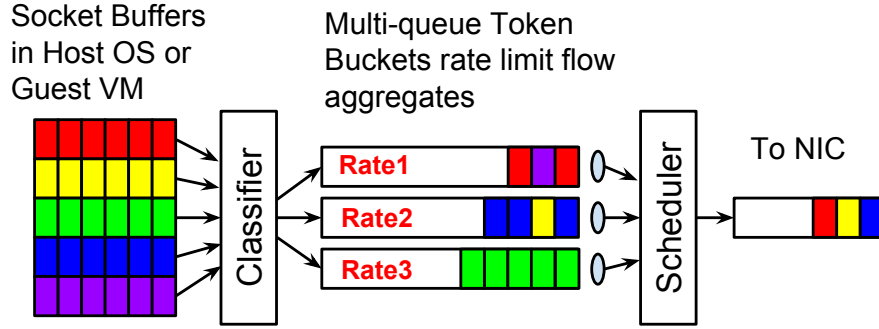 Socket Buffers
in Host OS or
Guest VM
Multi-queue Token
Buckets rate limit flow
aggregates
Classifier
Rate1
Rate2
Rate3
Scheduler
To NIC